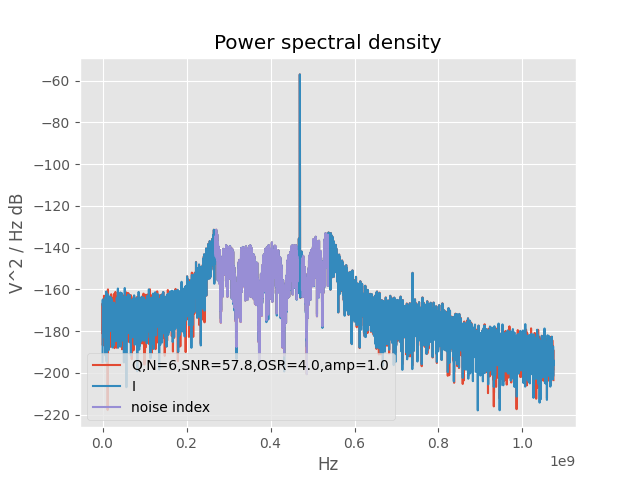 Power spectral density
V^2 / Hz dB
−60
−80
−100
−120
−140
−160
−180
−200
−220
Q,N=6,SNR=57.8,OSR=4.0,amp=1.0
I
noise index
0.0 0.2 0.4 0.6 0.8 1.0
1e9
Hz